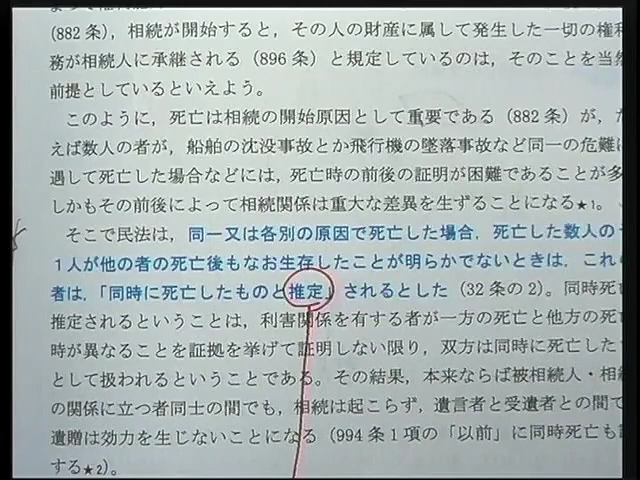 (882 条)，相続が開始すると，その人の財産に属して発生した一切の権利
務が相続人に承継される（896 条）と規定しているのは，そのことを当然
前提としているといえよう。
このように，死亡は相続の開始原因として重要である（882 条）が，た
えば数人の者が，船舶の沈没事故とか飛行機の墜落事故など同一の危難に
遇して死亡した場合などには，死亡時の前後の証明が困難であることが多
しかもその前後によって相続関係は重大な差異を生ずることになる★1。
そこで民法は，同一又は各別の原因で死亡した場合，死亡した数人の
1人が他の者の死亡後もなお生存したことが明らかでないときは，これ
者は，「同時に死亡したものと推定」されるとした（32 条の 2）。同時死
推定されるということは，利害関係を有する者が一方の死亡と他方の死
時が異なることを証拠を挙げて証明しない限り，双方は同時に死亡した
として扱われるということである。その結果，本来ならば被相続人・相
の関係に立つ者同士の間でも，相続は起こらず，遺言者と受遺者との間で
遺贈は効力を生じないことになる（994 条 1 項の「以前」に同時死亡も
する★2）。